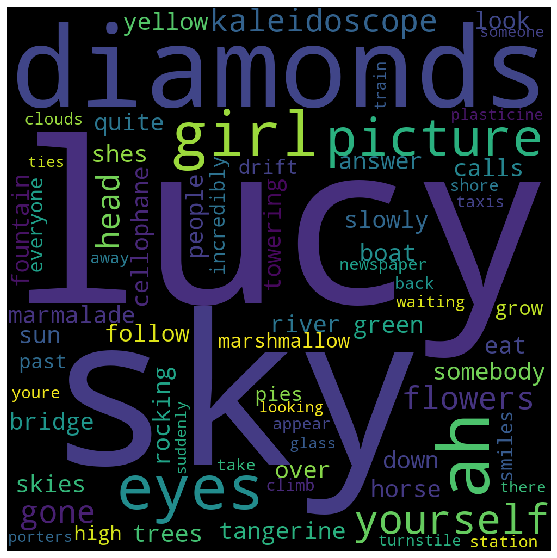 yellow kaleidoscope look
someone
diamonds
train
clouds quite girl picture plasticine
ties shes drift answer calls
fountain everyone head people incredibly shore
away cellophane towering slowly taxis
lucy
boat newspaper back
marmalade waiting grow
sun follow river green
marshmallow eat
past sky somebody
youre rocking pies looking flowers
bridge suddenly appear ah smiles
glass
skies eyes take over down there
climb horse
gone yourself
porters high trees tangerine turnstile station